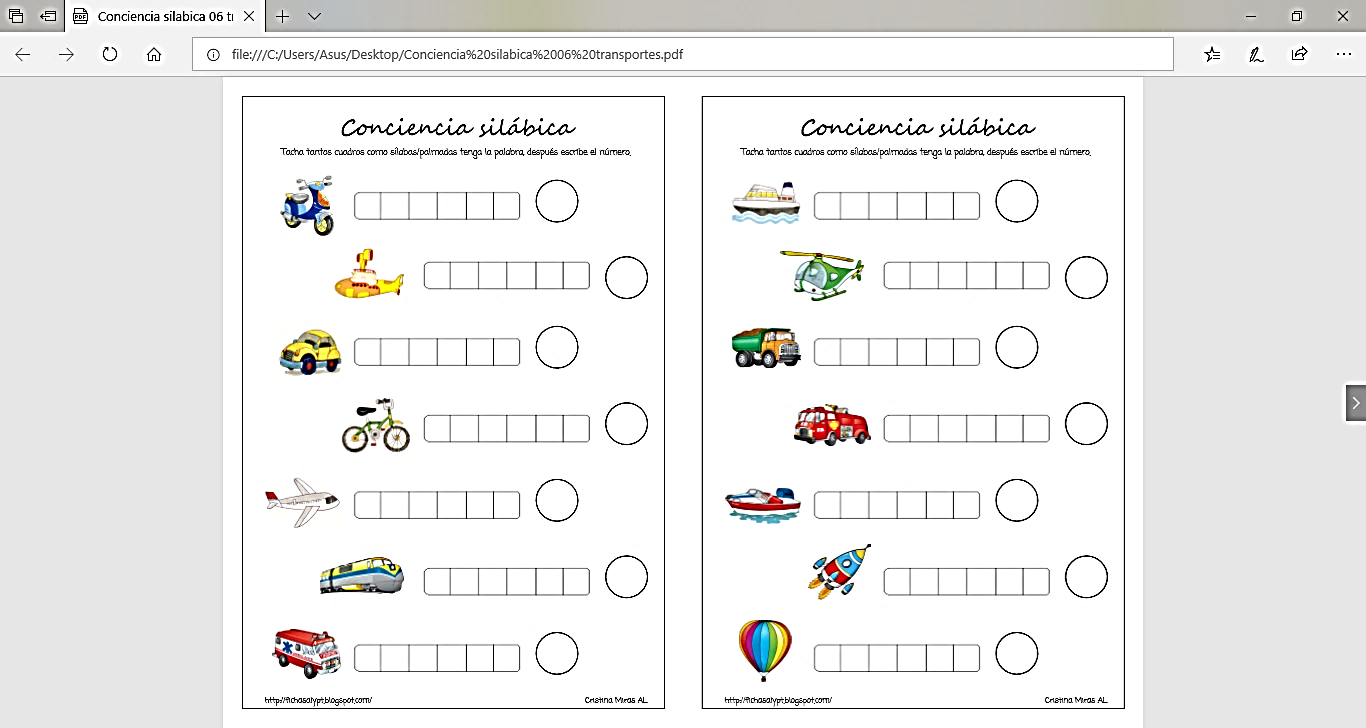 Conciencia silabica 06 tr
file:///C:/Users/Asus/Desktop/Conciencia%20silabica%2006%20transportes.pdf
Conciencia silábica
Tacha tantos cuadros como sílabas/palmadas tenga la palabra, después escribe el número.
http://fichasalypt.blogspot.com/
Cristina Miras AL
Conciencia silábica
Tacha tantos cuadros como sílabas/palmadas tenga la palabra, después escribe el número.
http://fichasalypt.blogspot.com/
Cristina Miras AL